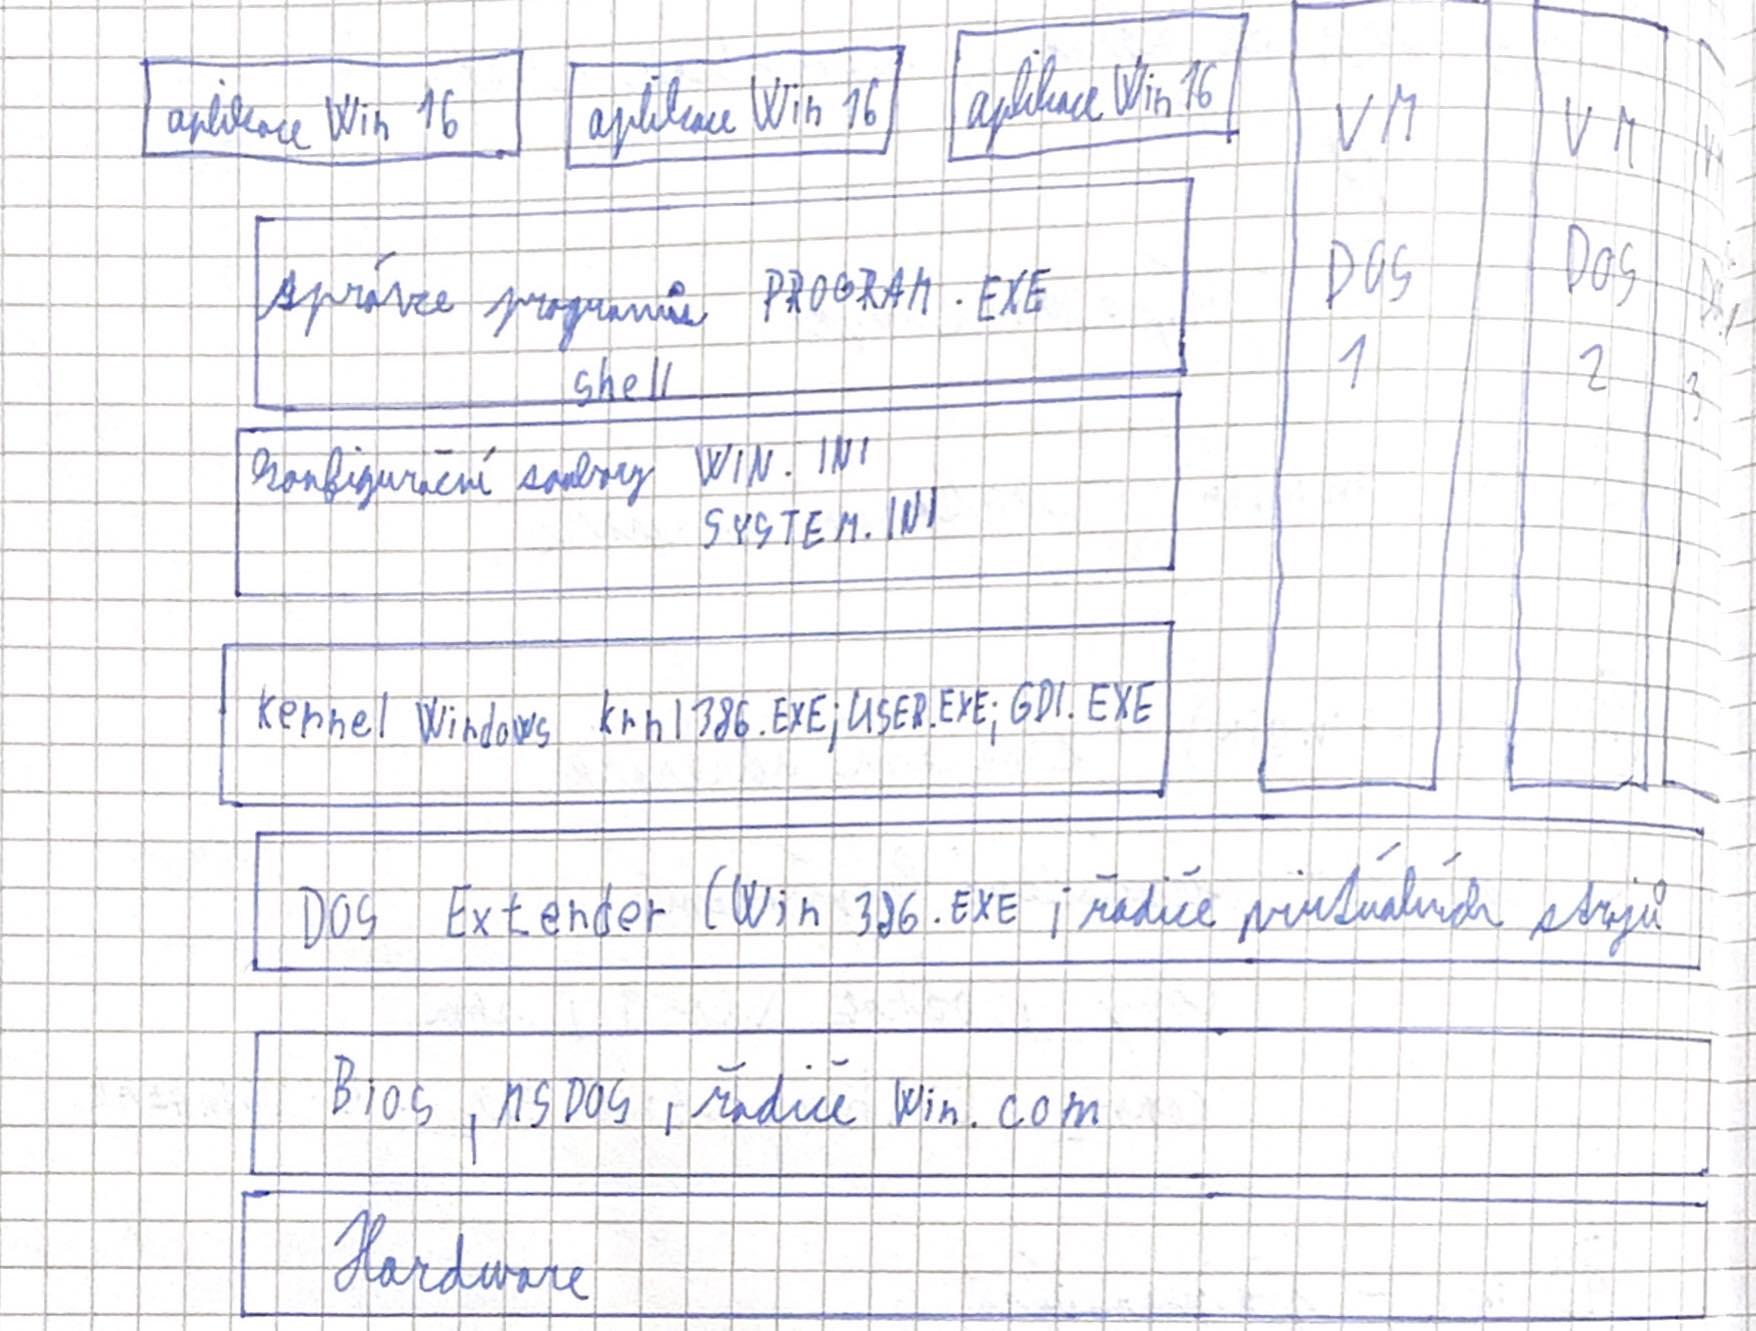 aplikace Win 16
aplikace Win 16
aplikace Win 16
správce programů PROGRAM.EXE
shell
konfigurační soubory WIN.INI
SYSTEM.INI
kernel Windows krnl386.EXE; USER.EXE; GDI.EXE
VM
DOS
1
VM
DOS
2
3
DOS Extender (Win 386.EXE ; řadiče virtuálních strojů
Bios, MSDOS, řadiče Win.com
Hardware